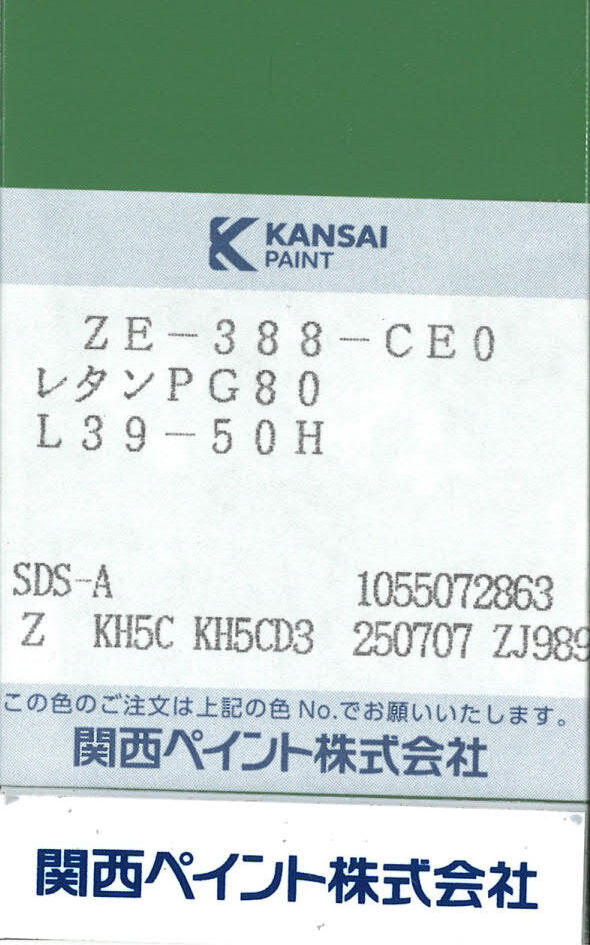 KANSAI
PAINT
ZE-388-CE0
レタンPG80
L39-50H
SDS-A 1055072863
Z KH5C KH5CD3 250707 ZJ989
この色のご注文は上記の色No.でお願いいたします。
関西ペイント株式会社
関西ペイント株式会社